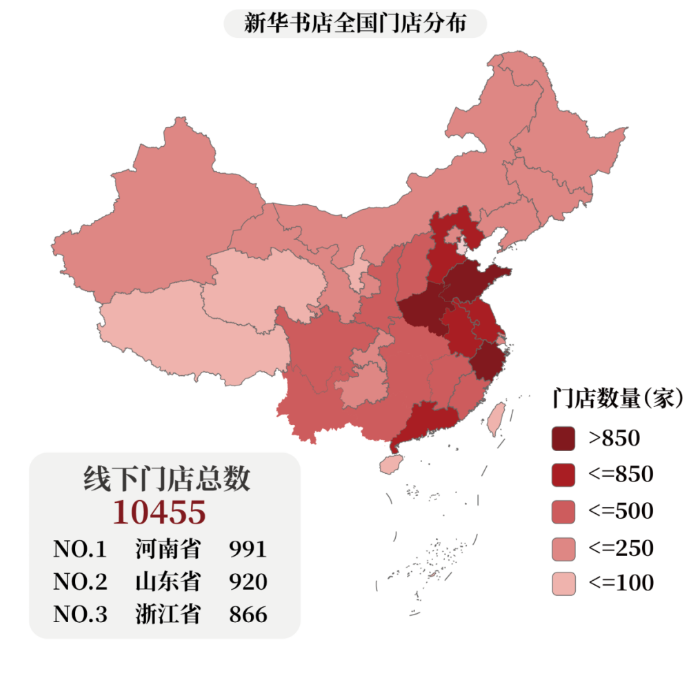 新华书店全国门店分布
门店数量(家)
>850
<=850
<=500
<=250
<=100
线下门店总数
10455
NO.1 河南省 991
NO.2 山东省 920
NO.3 浙江省 866